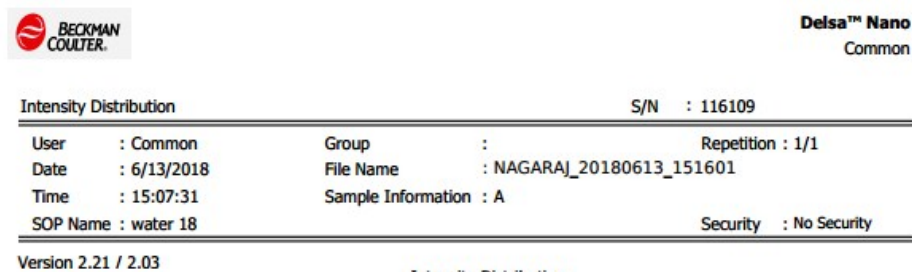 BECKMAN
COULTER.
Delsa™ Nano
Common
Intensity Distribution S/N : 116109
User : Common Group : Repetition : 1/1
Date : 6/13/2018 File Name : NAGARAJ_20180613_151601
Time : 15:07:31 Sample Information : A
SOP Name : water 18 Security : No Security
Version 2.21 / 2.03